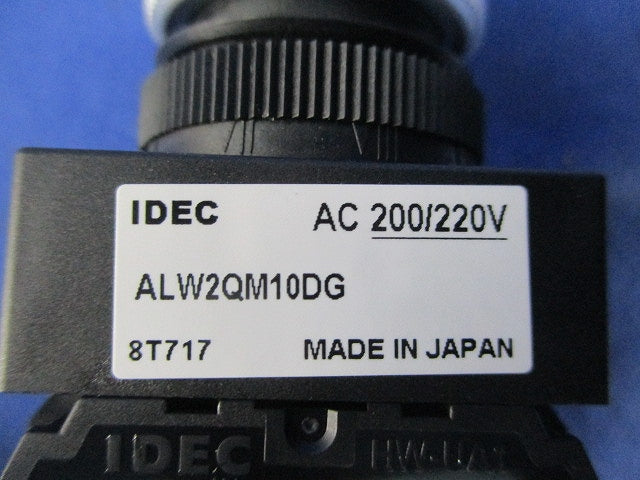 IDEC AC 200/220V
ALW2QM10DG
8T717 MADE IN JAPAN
IDEC